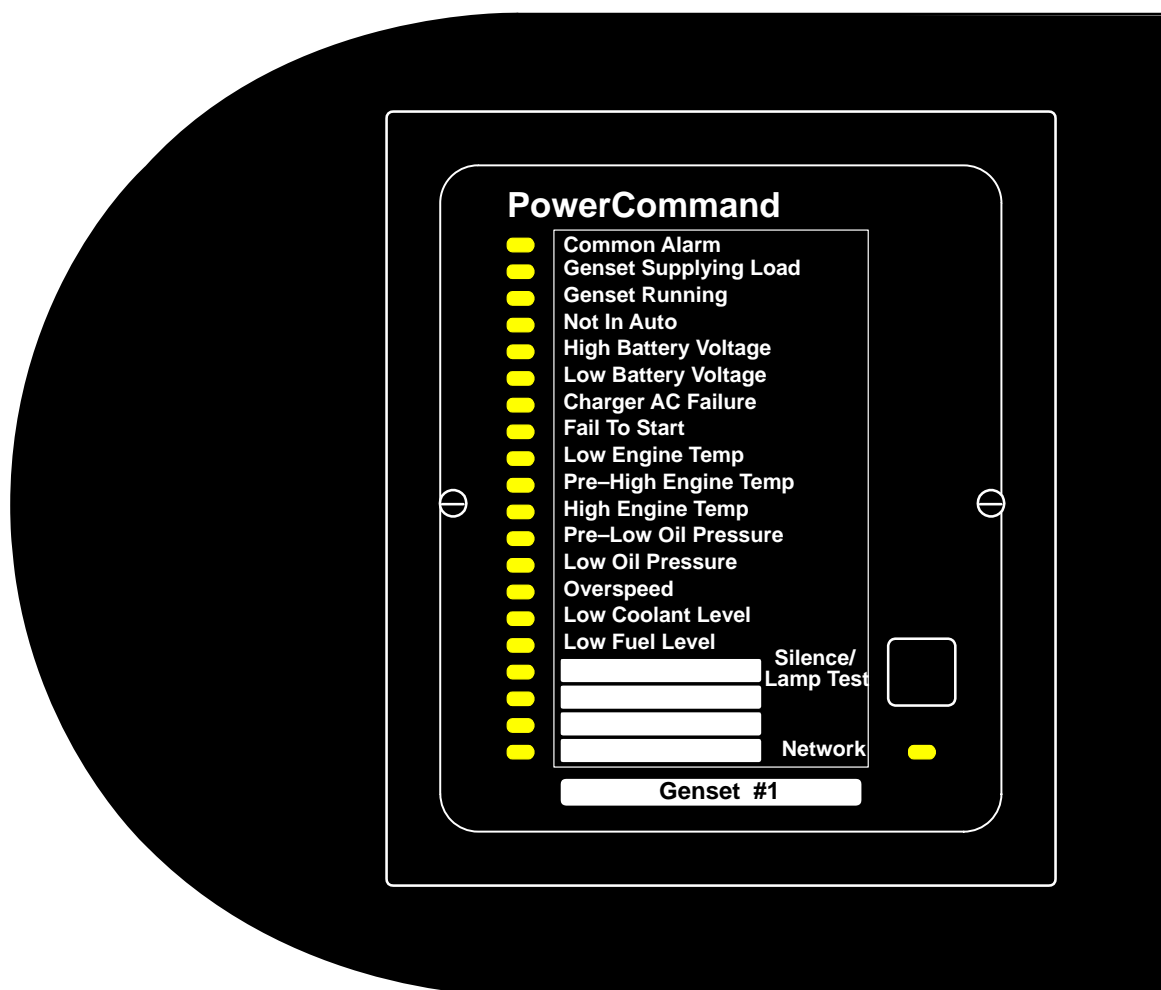 PowerCommand
Common Alarm
Genset Supplying Load
Genset Running
Not In Auto
High Battery Voltage
Low Battery Voltage
Charger AC Failure
Fail To Start
Low Engine Temp
Pre–High Engine Temp
High Engine Temp
Pre–Low Oil Pressure
Low Oil Pressure
Overspeed
Low Coolant Level
Low Fuel Level
Silence/
Lamp Test
Network
Genset #1